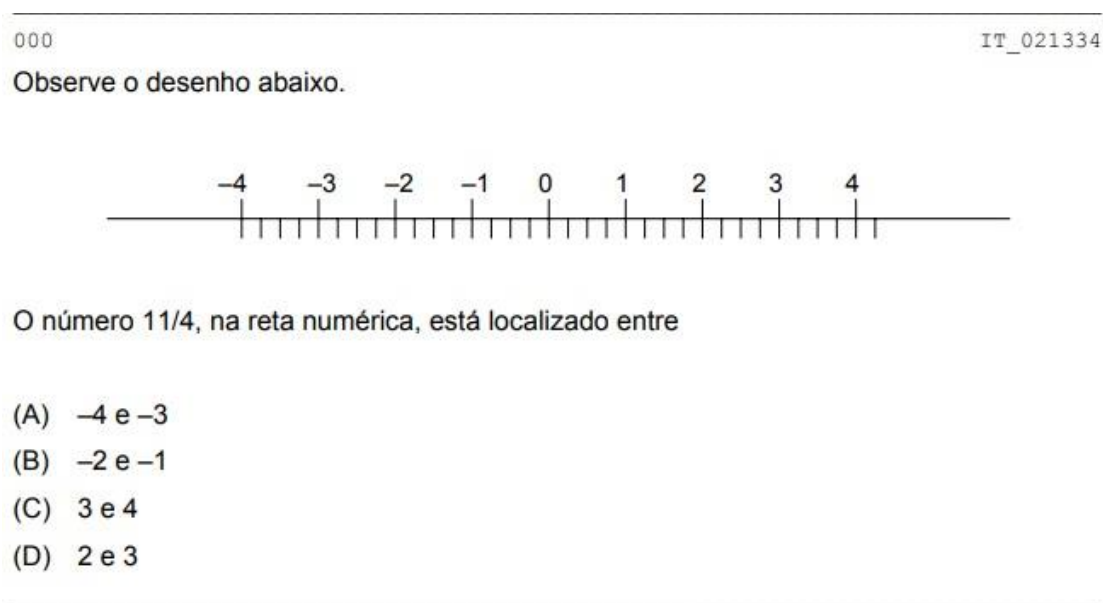 000 IT_021334
Observe o desenho abaixo.
–4 –3 –2 –1 0 1 2 3 4
O número 11/4, na reta numérica, está localizado entre
(A) –4 e –3
(B) –2 e –1
(C) 3 e 4
(D) 2 e 3